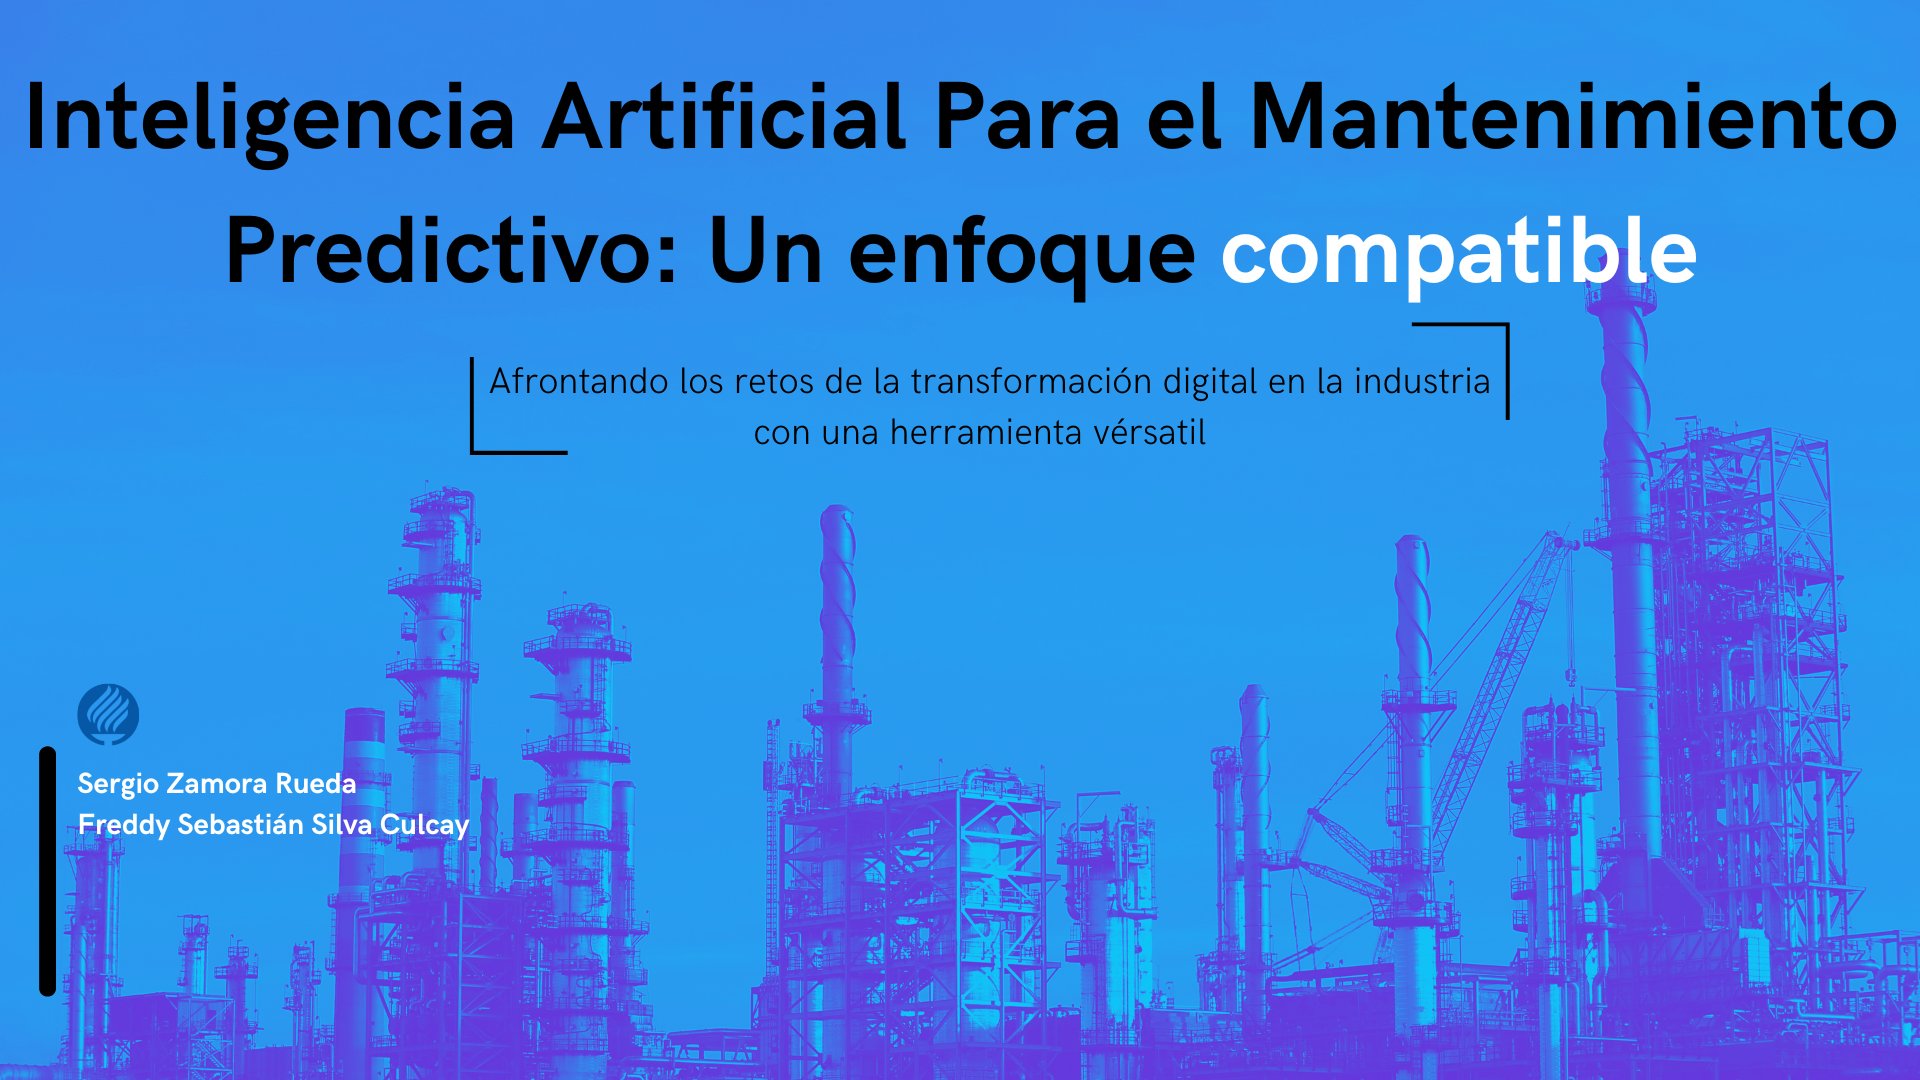 Inteligencia Artificial Para el Mantenimiento
Predictivo: Un enfoque compatible
Afrontando los retos de la transformación digital en la industria
con una herramienta vérsatil
Sergio Zamora Rueda
Freddy Sebastián Silva Culcay